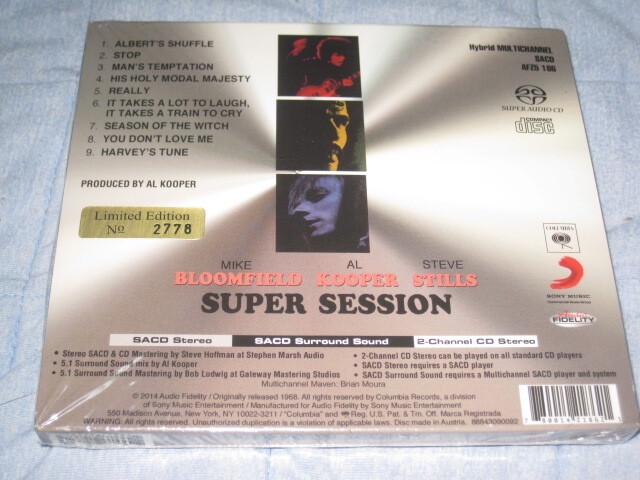 1. ALBERT'S SHUFFLE
2. STOP
3. MAN'S TEMPTATION
4. HIS HOLY MODAL MAJESTY
5. REALLY
6. IT TAKES A LOT TO LAUGH,
IT TAKES A TRAIN TO CRY
7. SEASON OF THE WITCH
8. YOU DON'T LOVE ME
9. HARVEY'S TUNE
PRODUCED BY AL KOOPER
Limited Edition
No 2778
Hybrid MULTICHANNEL
SACD
AFZ5 186
SUPER AUDIO CD
COMPACT
disc
COLUMBIA
SONY MUSIC
FIDELITY
MIKE AL STEVE
BLOOMFIELD KOOPER STILLS
SUPER SESSION
SACD Stereo SACD Surround Sound 2-Channel CD Stereo
• Stereo SACD & CD Mastering by Steve Hoffman at Stephen Marsh Audio
• 5.1 Surround Sound mix by Al Kooper
• 5.1 Surround Sound Mastering by Bob Ludwig at Gateway Mastering Studios
• 2-Channel CD Stereo can be played on all standard CD players
• SACD Stereo requires a SACD player
• SACD Surround Sound requires a Multichannel SACD player and system
Multichannel Maven: Brian Moura
© 2014 Audio Fidelity / Originally released 1968. All rights reserved by Columbia Records, a division
of Sony Music Entertainment / Manufactured for Audio Fidelity by Sony Music Entertainment.
550 Madison Avenue, New York, NY 10022-3211 / "Columbia" and Reg. U.S. Pat. & Tm. Off. Marca Registrada
WARNING: All rights reserved. Unauthorized duplication is a violation of applicable laws. Disc made in Austria. 88843090092